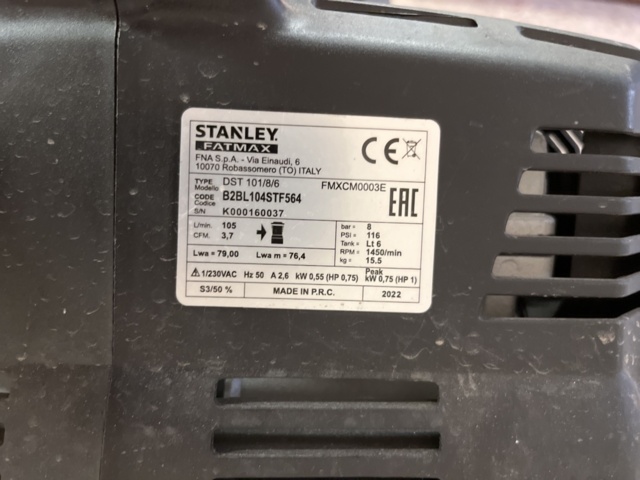 STANLEY.
FATMAX
FNA S.p.A. - Via Einaudi, 6
10070 Robassomero (TO) ITALY
CE
TYPE Modello DST 101/8/6 FMXCM0003E
CODE Codice B2BL104STF564
S/N K000160037
EAC
L/min. 105
CFM. 3,7
bar = 8
PSI = 116
Tank = Lt 6
RPM = 1450/min
kg = 15.5
Lwa = 79,00 Lwa m = 76,4
1/230VAC Hz 50 A 2,6 kW 0,55 (HP 0,75) Peak kW 0,75 (HP 1)
S3/50 % MADE IN P.R.C. 2022